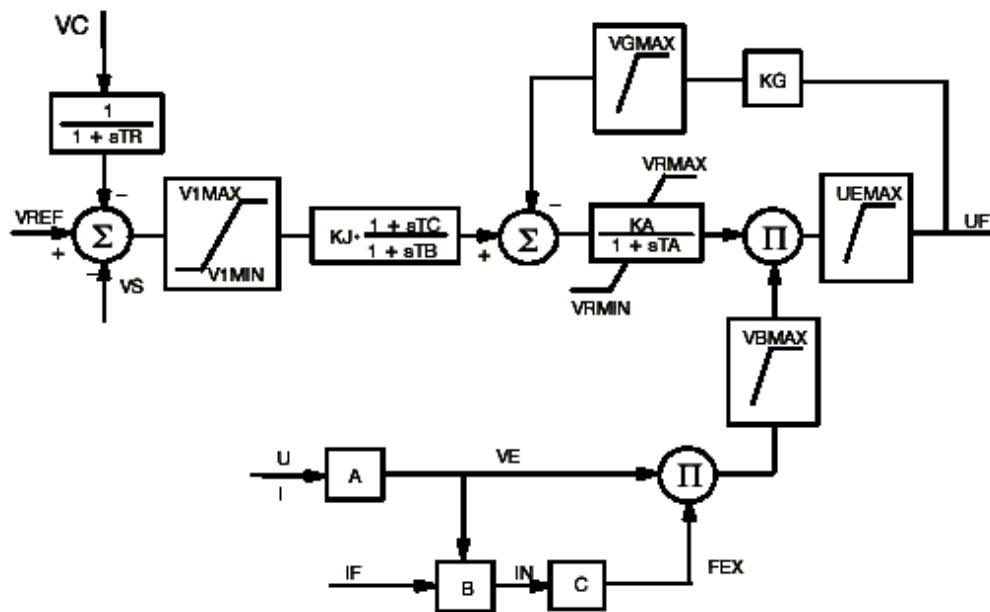 VC
1
1 + sTR
−
VREF
+
Σ
−
VS
V1MAX
V1MIN
KJ•
1 + sTC
1 + sTB
+
Σ
−
VGMAX
KG
VRMAX
KA
1 + sTA
VRMIN
Π
UEMAX
UF
VBMAX
U
I
A
VE
Π
IF
B
IN
C
FEX